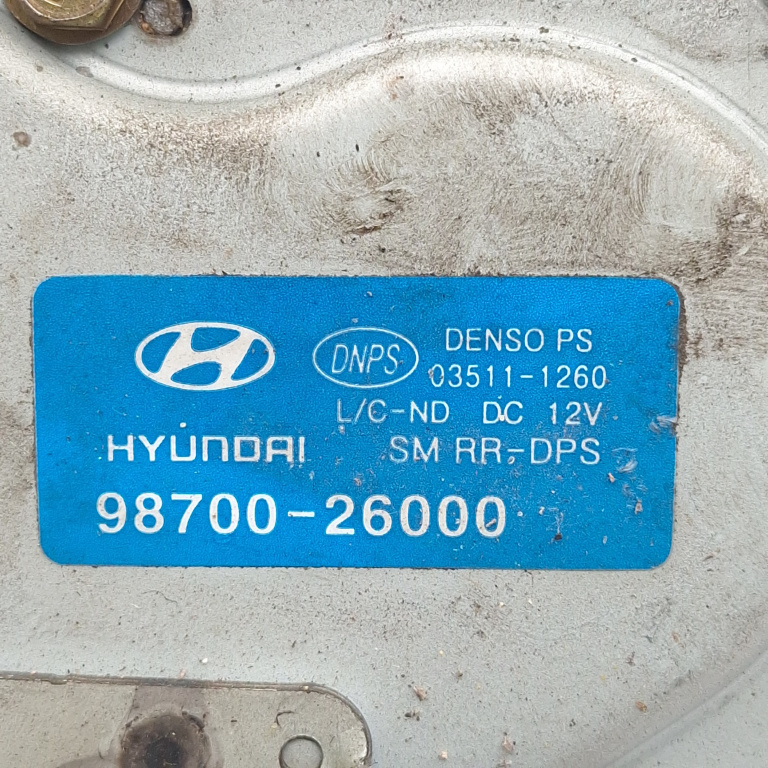 DNPS
DENSO PS
03511-1260
L/C-ND DC 12V
HYUNDAI
SM RR-DPS
98700-26000